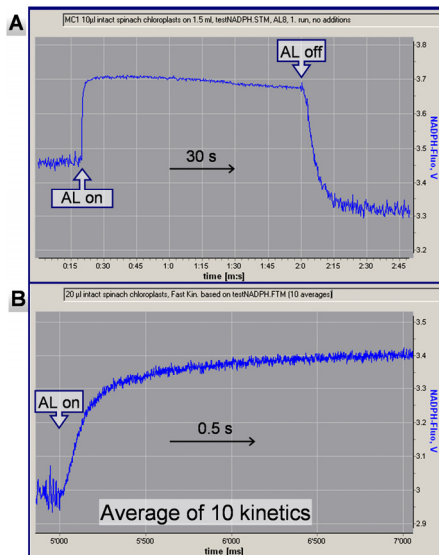 A
MC1 10µl intact spinach chloroplasts on 1.5 ml, testNADPH.STM, AL8, 1. run, no additions
AL off
3.8
3.7
3.6
3.5
3.4
3.3
3.2
NADPH-Fluo, V
30 s
AL on
0:15 0:30 0:45 1:0 1:15 1:30 1:45 2:0 2:15 2:30 2:45
time [m:s]
B
20 µl intact spinach chloroplasts, Fast Kin. based on testNADPH.FTM (10 averages)
AL on
3.5
3.4
3.3
3.2
3.1
3
2.9
NADPH-Fluo, V
0.5 s
Average of 10 kinetics
5'000 5'500 6'000 6'500 7'000
time [ms]